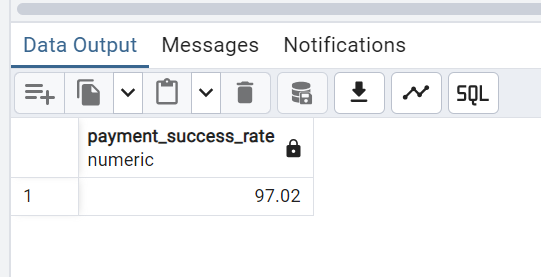 Data Output Messages Notifications
SQL
payment_success_rate
numeric
1 97.02